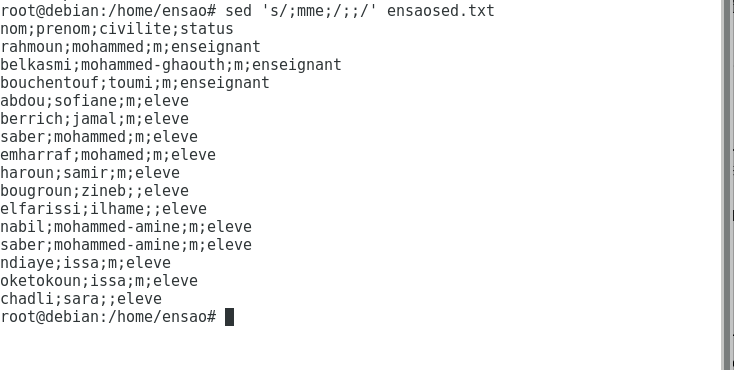 root@debian:/home/ensao# sed 's/;mme;/;;/' ensaosed.txt
nom;prenom;civilite;status
rahmoun;mohammed;m;enseignant
belkasmi;mohammed-ghaouth;m;enseignant
bouchentouf;toumi;m;enseignant
abdou;sofiane;m;eleve
berrich;jamal;m;eleve
saber;mohammed;m;eleve
emharraf;mohamed;m;eleve
haroun;samir;m;eleve
bougroun;zineb;;eleve
elfarissi;ilhame;;eleve
nabil;mohammed-amine;m;eleve
saber;mohammed-amine;m;eleve
ndiaye;issa;m;eleve
oketokoun;issa;m;eleve
chadli;sara;;eleve
root@debian:/home/ensao#